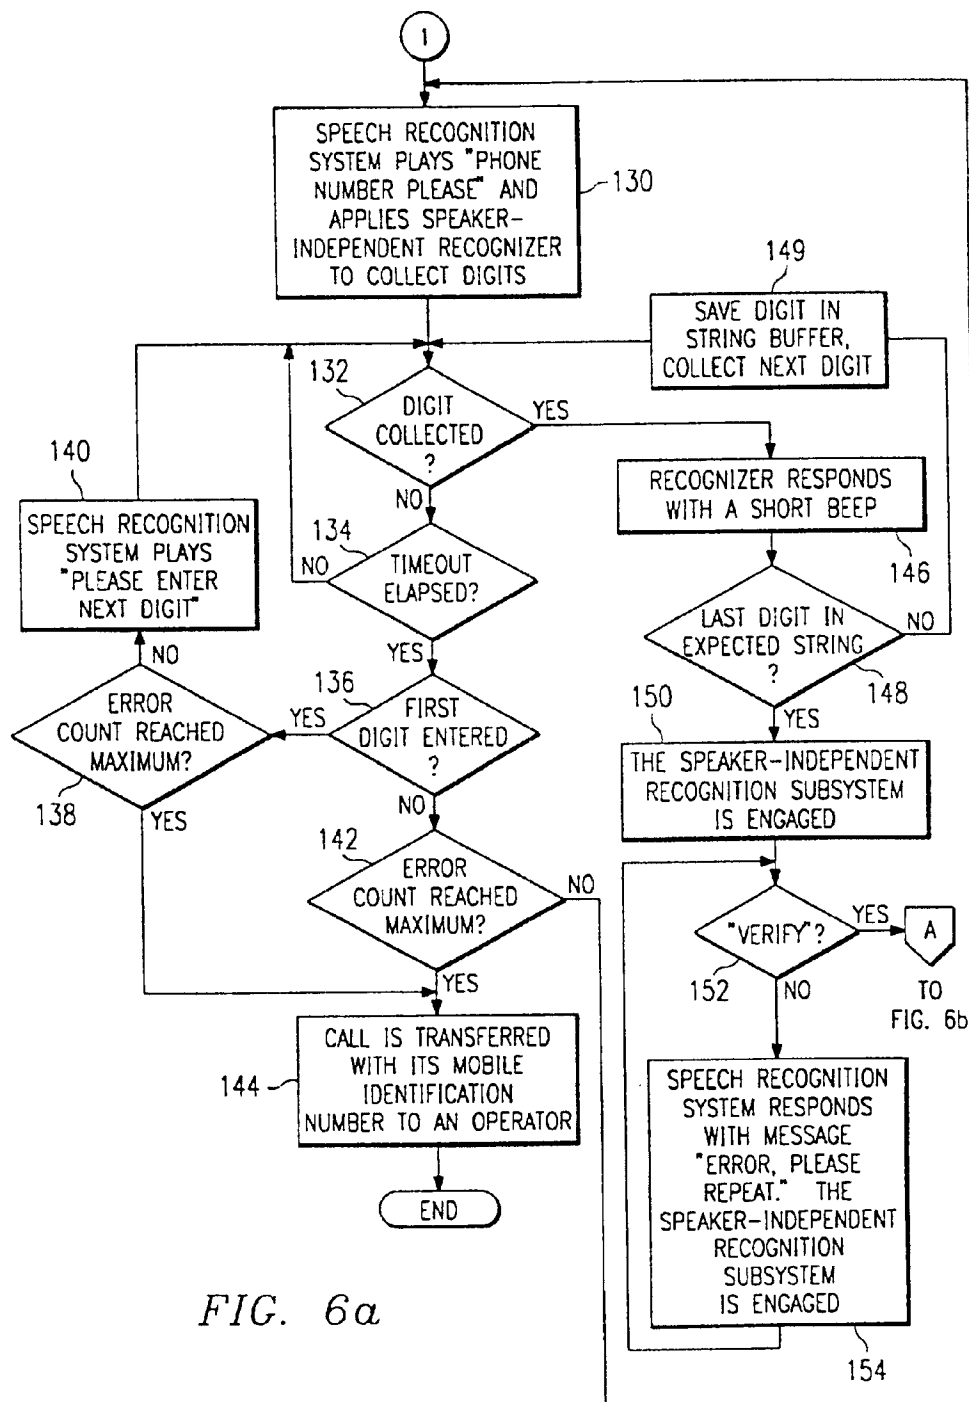 1
SPEECH RECOGNITION
SYSTEM PLAYS "PHONE
NUMBER PLEASE" AND
APPLIES SPEAKER-
INDEPENDENT RECOGNIZER
TO COLLECT DIGITS
130
149
SAVE DIGIT IN
STRING BUFFER,
COLLECT NEXT DIGIT
132
DIGIT
COLLECTED
?
YES
NO
140
SPEECH RECOGNITION
SYSTEM PLAYS
"PLEASE ENTER
NEXT DIGIT"
134
NO
TIMEOUT
ELAPSED?
YES
RECOGNIZER RESPONDS
WITH A SHORT BEEP
146
LAST DIGIT IN
EXPECTED STRING
?
NO
148
YES
NO
ERROR
COUNT REACHED
MAXIMUM?
138
YES
136
YES
FIRST
DIGIT ENTERED
?
NO
150
THE SPEAKER-INDEPENDENT
RECOGNITION SUBSYSTEM
IS ENGAGED
142
ERROR
COUNT REACHED
MAXIMUM?
NO
YES
"VERIFY"?
YES
A
152
NO
TO
FIG. 6b
144
CALL IS TRANSFERRED
WITH ITS MOBILE
IDENTIFICATION
NUMBER TO AN OPERATOR
END
SPEECH RECOGNITION
SYSTEM RESPONDS
WITH MESSAGE
"ERROR, PLEASE
REPEAT." THE
SPEAKER-INDEPENDENT
RECOGNITION
SUBSYSTEM
IS ENGAGED
154
FIG. 6a